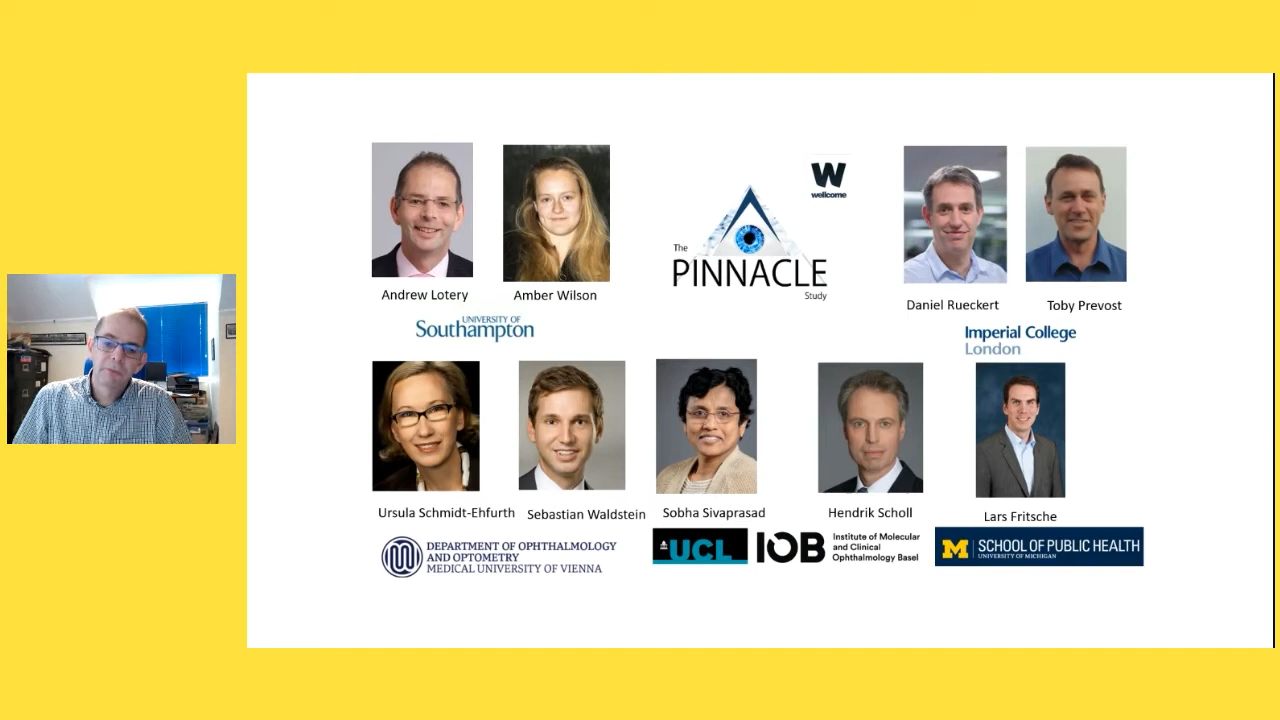 W
wellcome
The
PINNACLE
Study
Andrew Lotery
Amber Wilson
Daniel Rueckert
Toby Prevost
UNIVERSITY OF
Southampton
Imperial College
London
Ursula Schmidt-Ehfurth
Sebastian Waldstein
Sobha Sivaprasad
Hendrik Scholl
Lars Fritsche
DEPARTMENT OF OPHTHALMOLOGY
AND OPTOMETRY
MEDICAL UNIVERSITY OF VIENNA
UCL
IOB
Institute of Molecular
and Clinical
Ophthalmology Basel
M
SCHOOL OF PUBLIC HEALTH
UNIVERSITY OF MICHIGAN